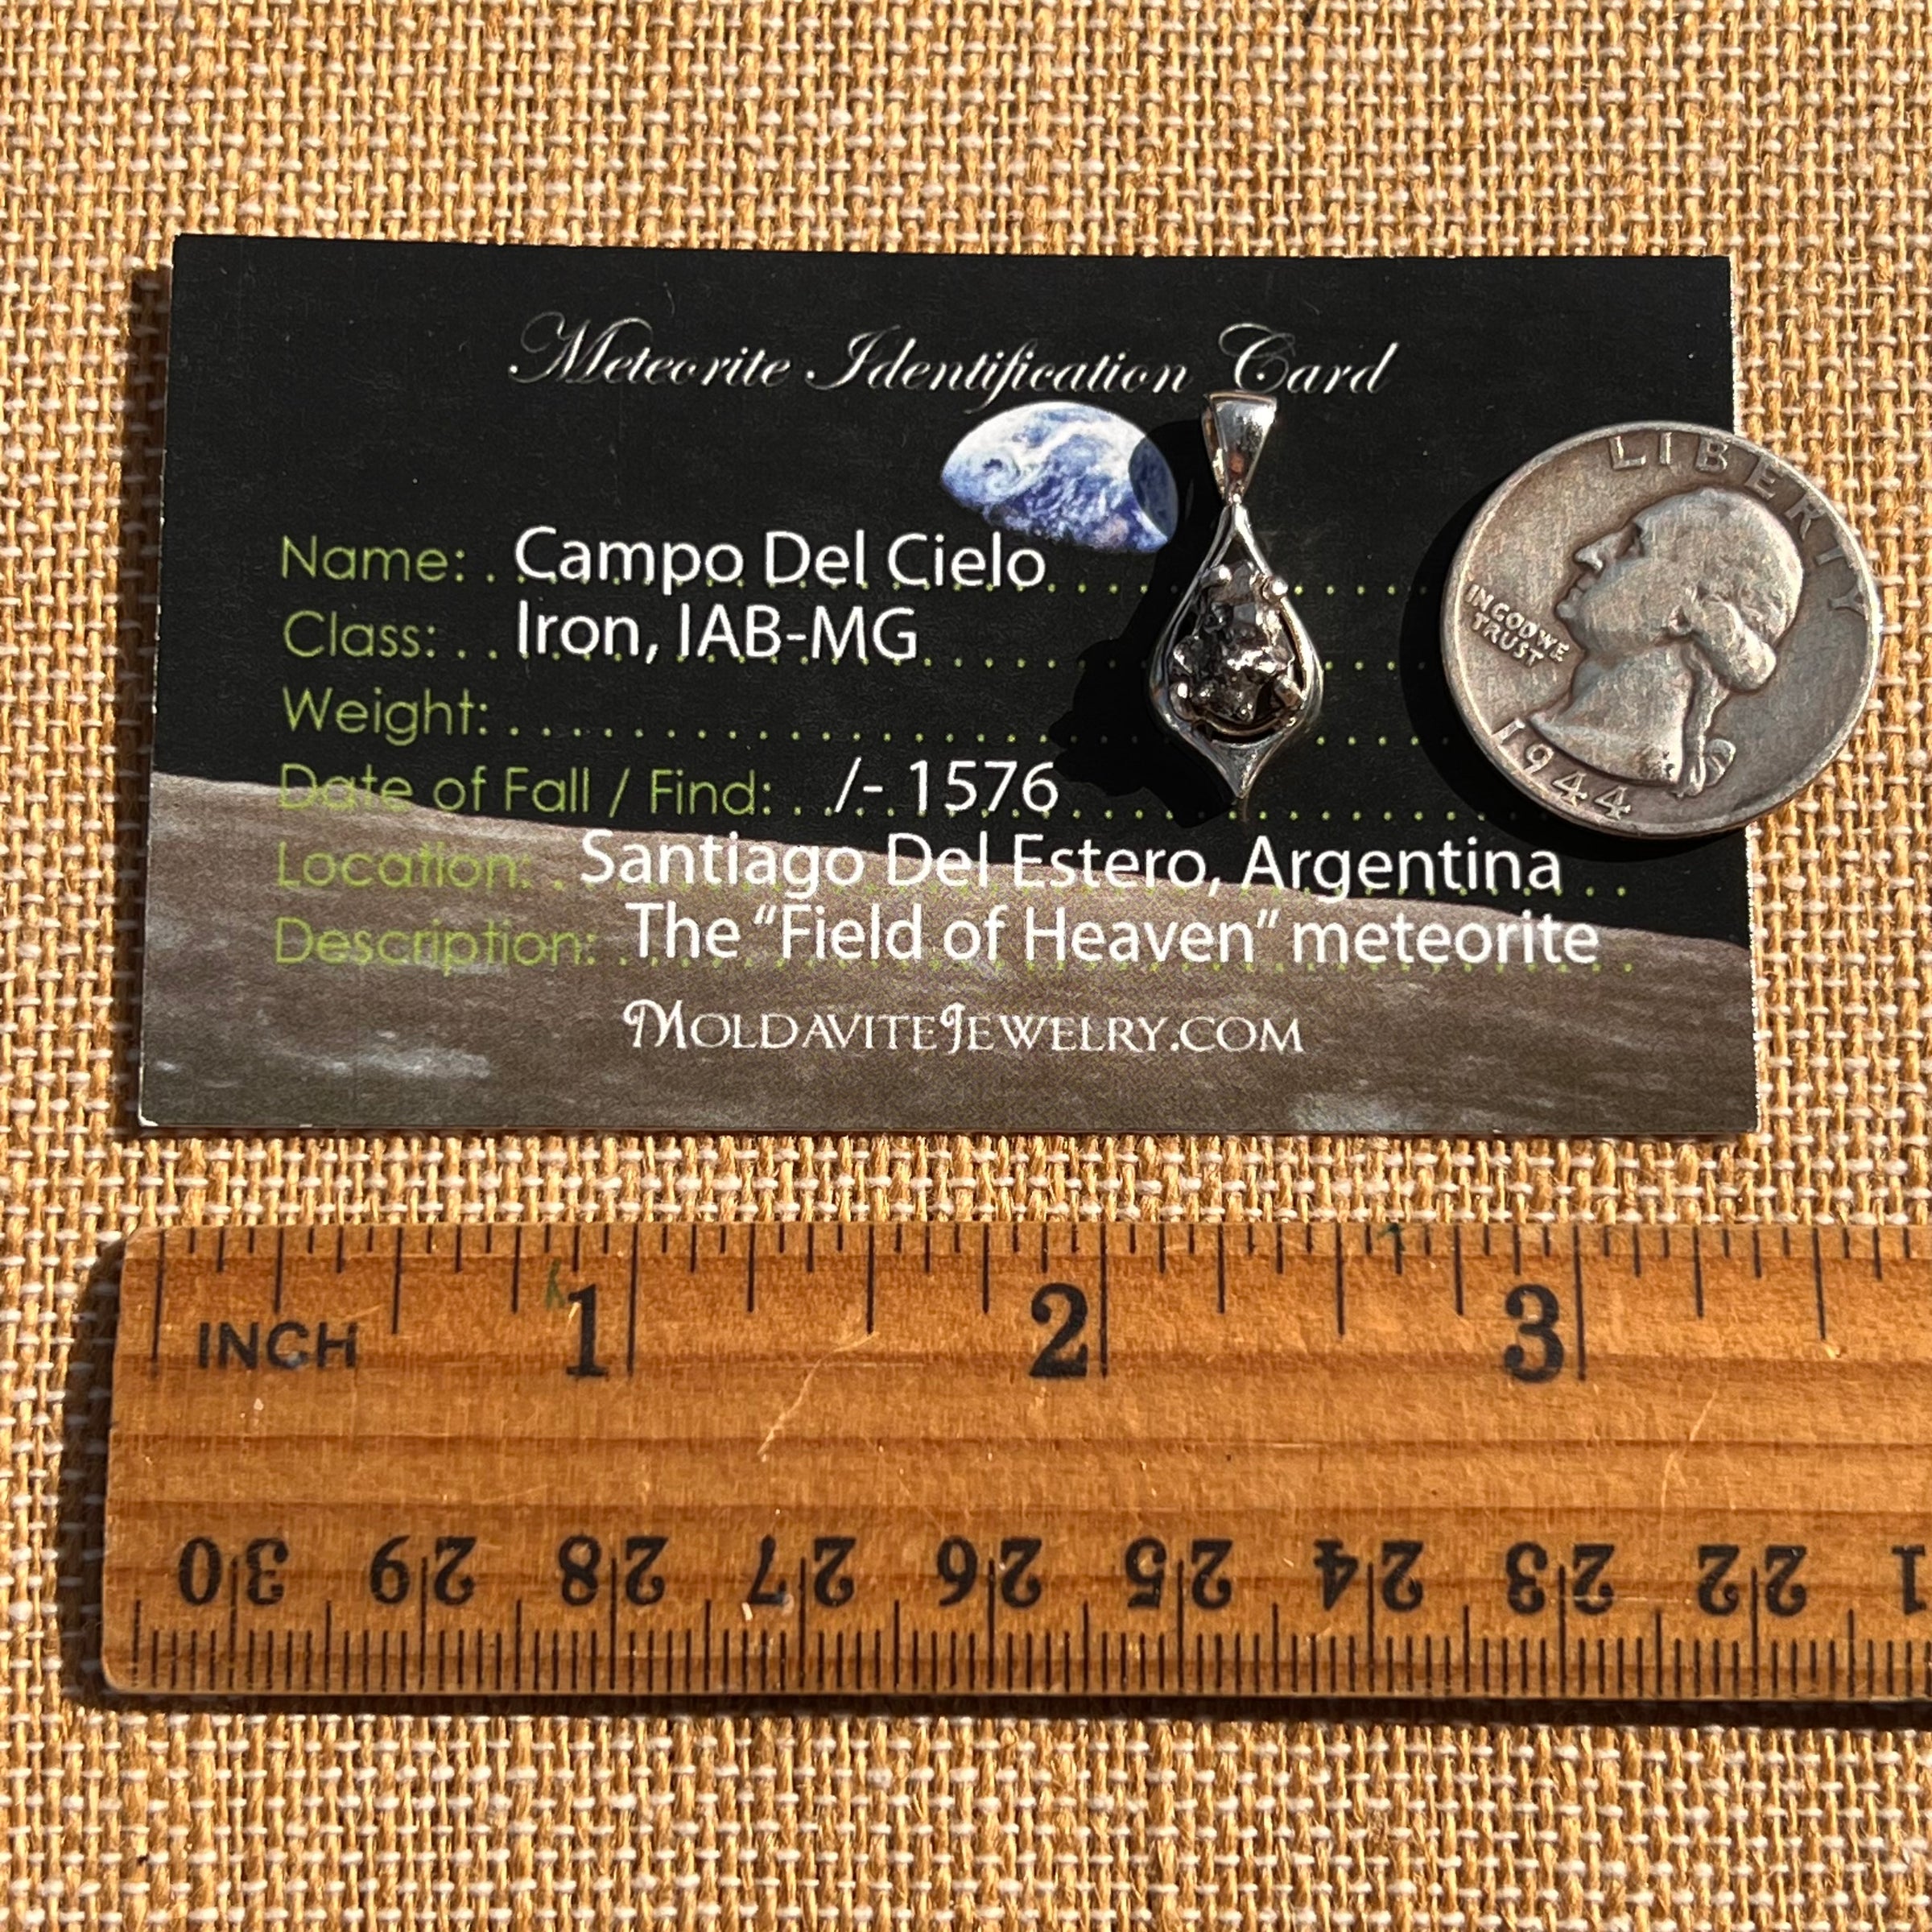 Meteorite Identification Card
Name: . Campo Del Cielo
Class: . . Iron, IAB-MG
Weight:
Date of Fall / Find: . . /- 1576
Location: . Santiago Del Estero, Argentina
Description: The “Field of Heaven” meteorite
MOLDAVITEJEWELRY.COM
LIBERTY
IN GOD WE
TRUST
1944
INCH 1 2 3
30 29 28 27 26 25 24 23 22